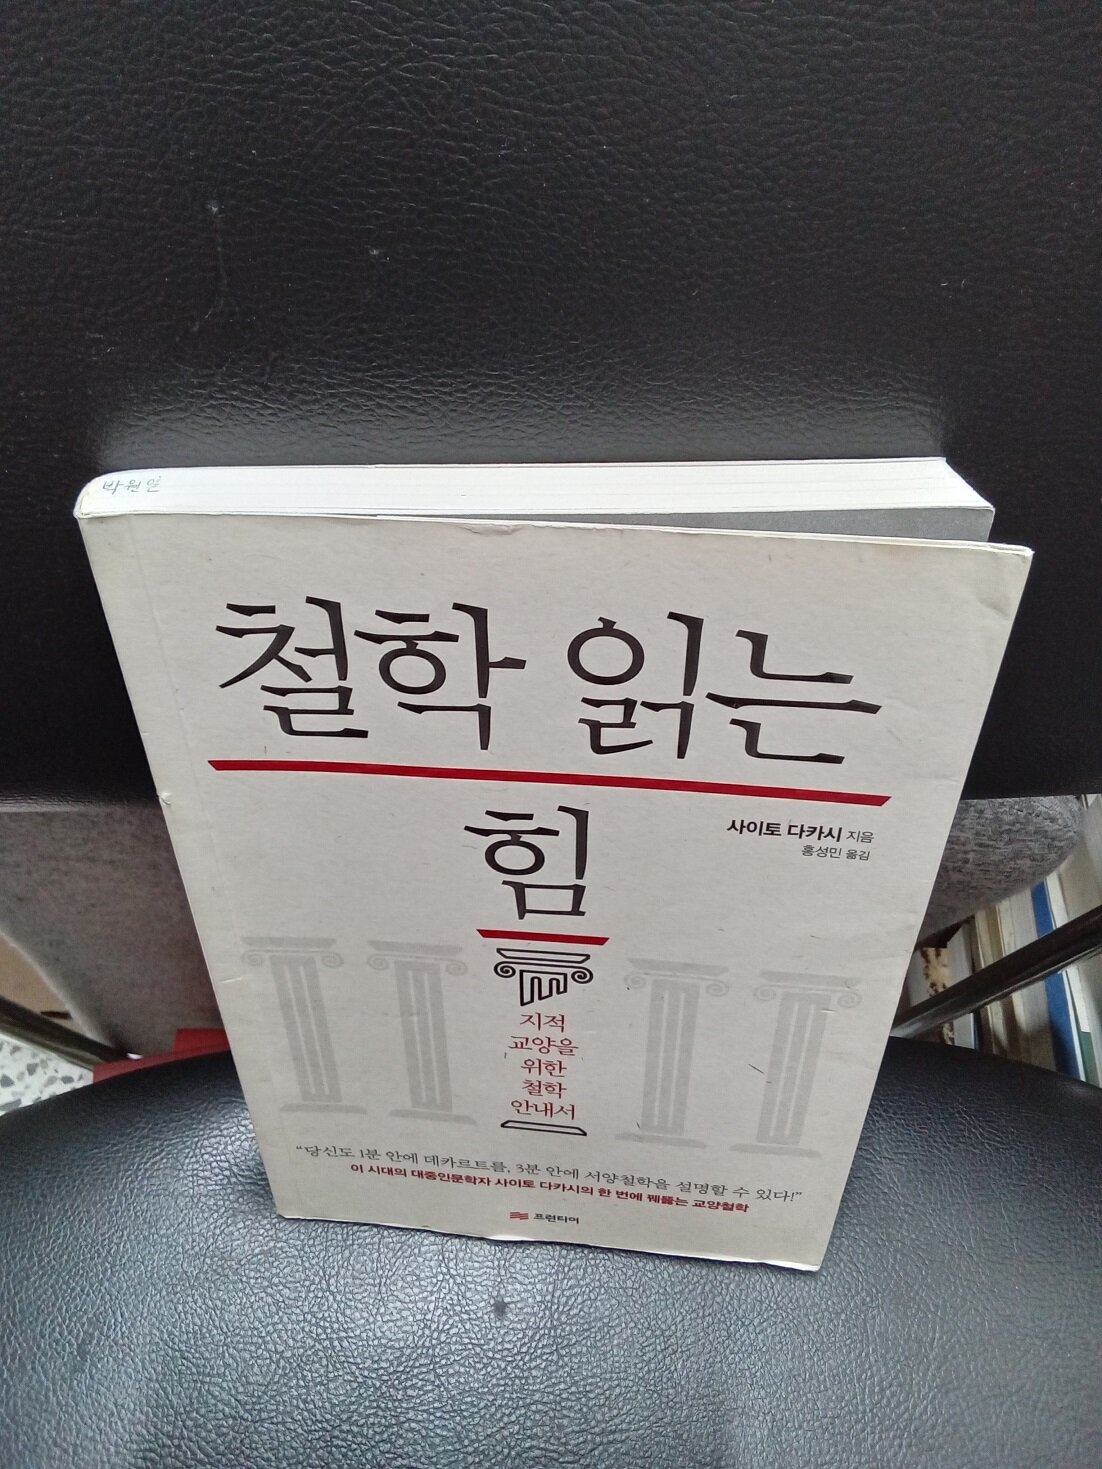 박원일
철학 읽는
힘
사이토 다카시 지음
홍성민 옮김
지적
교양을
위한
철학
안내서
“당신도 1분 안에 데카르트를, 3분 안에 서양철학을 설명할 수 있다!”
이 시대의 대중인문학자 사이토 다카시의 한 번에 꿰뚫는 교양철학
프런티어